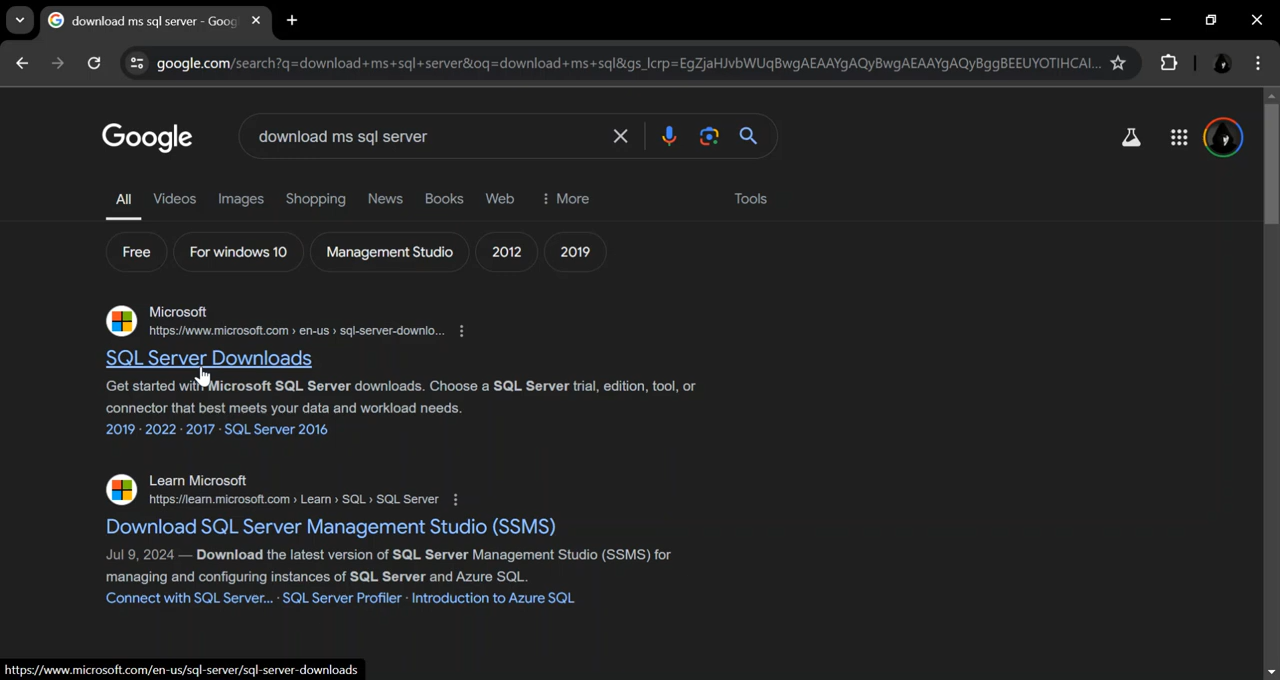 download ms sql server - Goog
google.com/search?q=download+ms+sql+server&oq=download+ms+sql&gs_lcrp=EgZjaHJvbWUqBwgAEAAYgAQyBwgAEAAYgAQyBggBEEUYOTIHCAI...
Google
download ms sql server
All Videos Images Shopping News Books Web More Tools
Free For windows 10 Management Studio 2012 2019
Microsoft
https://www.microsoft.com › en-us › sql-server-downlo...
SQL Server Downloads
Get started with Microsoft SQL Server downloads. Choose a SQL Server trial, edition, tool, or
connector that best meets your data and workload needs.
2019 · 2022 · 2017 · SQL Server 2016
Learn Microsoft
https://learn.microsoft.com › Learn › SQL › SQL Server
Download SQL Server Management Studio (SSMS)
Jul 9, 2024 — Download the latest version of SQL Server Management Studio (SSMS) for
managing and configuring instances of SQL Server and Azure SQL.
Connect with SQL Server... · SQL Server Profiler · Introduction to Azure SQL
https://www.microsoft.com/en-us/sql-server/sql-server-downloads